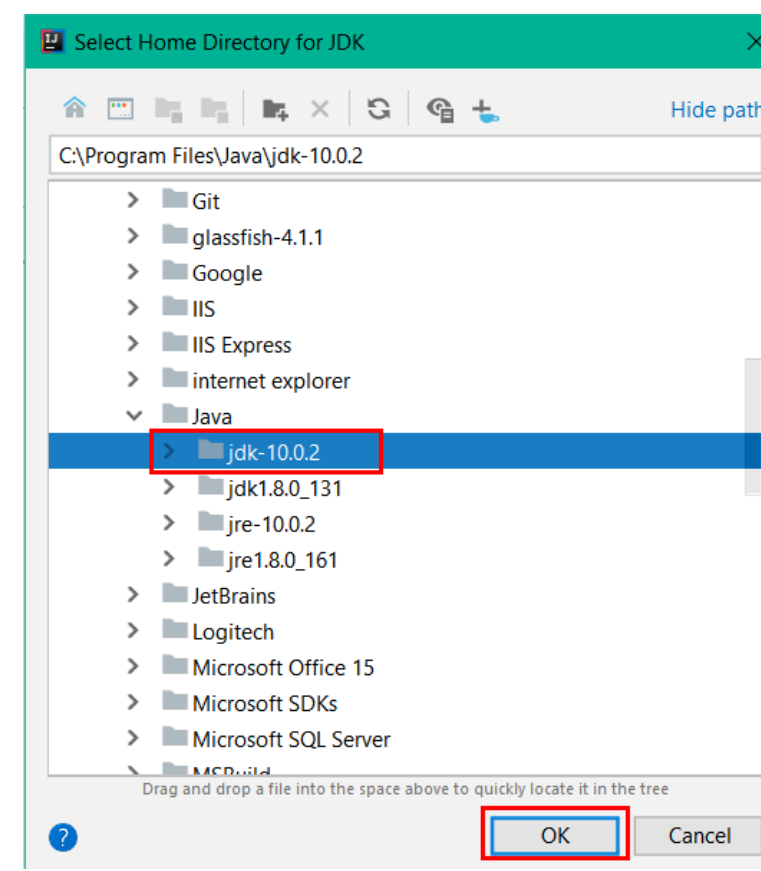 Select Home Directory for JDK
Hide path
C:\Program Files\Java\jdk-10.0.2
Git
glassfish-4.1.1
Google
IIS
IIS Express
internet explorer
Java
jdk-10.0.2
jdk1.8.0_131
jre-10.0.2
jre1.8.0_161
JetBrains
Logitech
Microsoft Office 15
Microsoft SDKs
Microsoft SQL Server
MSBuild
Drag and drop a file into the space above to quickly locate it in the tree
? OK Cancel